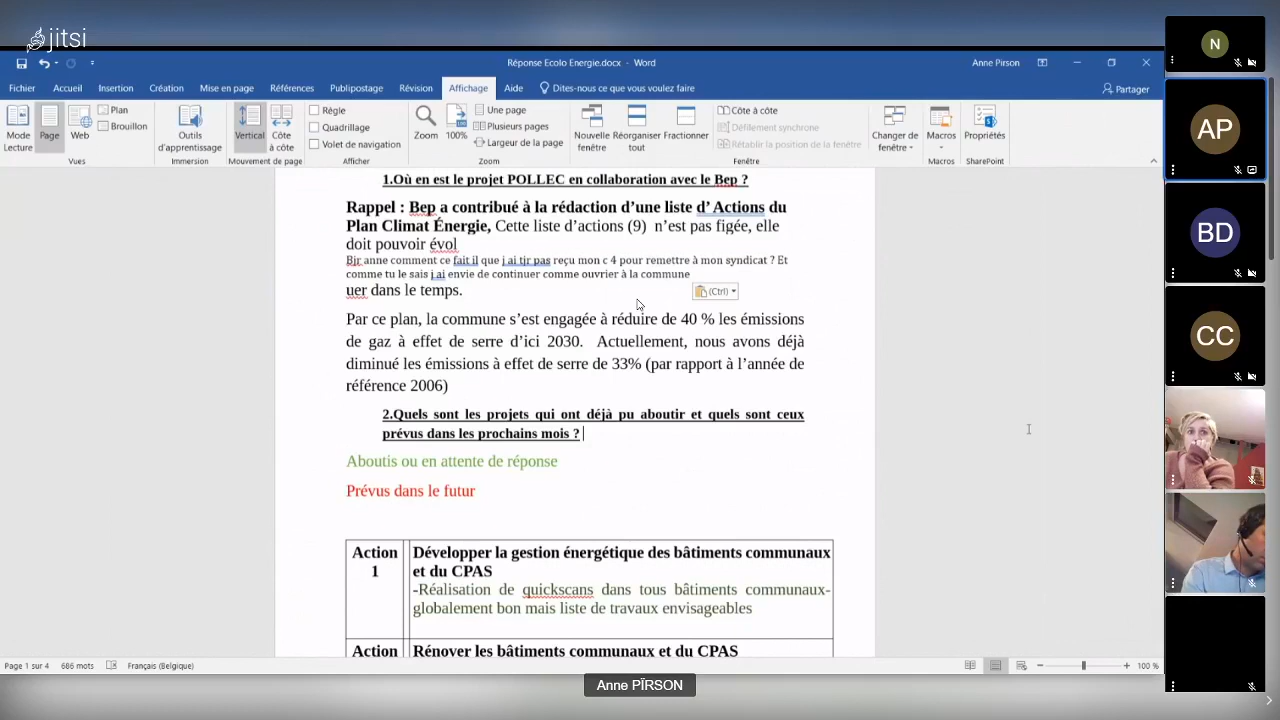 jitsi
Réponse Ecolo Energie.docx - Word
Anne Pirson
Fichier Accueil Insertion Création Mise en page Références Publipostage Révision Affichage Aide Dites-nous ce que vous voulez faire Partager
Mode Lecture
Page
Web
Plan
Brouillon
Vues
Outils d'apprentissage
Immersion
Vertical
Côte à côte
Mouvement de page
Règle
Quadrillage
Volet de navigation
Afficher
Zoom
100%
Une page
Plusieurs pages
Largeur de la page
Zoom
Nouvelle fenêtre
Réorganiser tout
Fractionner
Côte à côte
Défilement synchrone
Rétablir la position de la fenêtre
Fenêtre
Changer de fenêtre
Macros
Macros
Propriétés
SharePoint
1.Où en est le projet POLLEC en collaboration avec le Bep ?
Rappel : Bep a contribué à la rédaction d’une liste d’ Actions du
Plan Climat Énergie, Cette liste d’actions (9) n’est pas figée, elle
doit pouvoir évol
Bjr anne comment ce fait il que j ai tjr pas reçu mon c 4 pour remettre à mon syndicat ? Et
comme tu le sais j ai envie de continuer comme ouvrier à la commune
uer dans le temps.
(Ctrl)
Par ce plan, la commune s’est engagée à réduire de 40 % les émissions
de gaz à effet de serre d’ici 2030. Actuellement, nous avons déjà
diminué les émissions à effet de serre de 33% (par rapport à l’année de
référence 2006)
2.Quels sont les projets qui ont déjà pu aboutir et quels sont ceux
prévus dans les prochains mois ?
Aboutis ou en attente de réponse
Prévus dans le futur
Action 1
Développer la gestion énergétique des bâtiments communaux
et du CPAS
-Réalisation de quickscans dans tous bâtiments communaux-
globalement bon mais liste de travaux envisageables
Action Rénover les bâtiments communaux et du CPAS
Page 1 sur 4 686 mots Français (Belgique) 100 %
Anne PÏRSON
N
AP
BD
CC